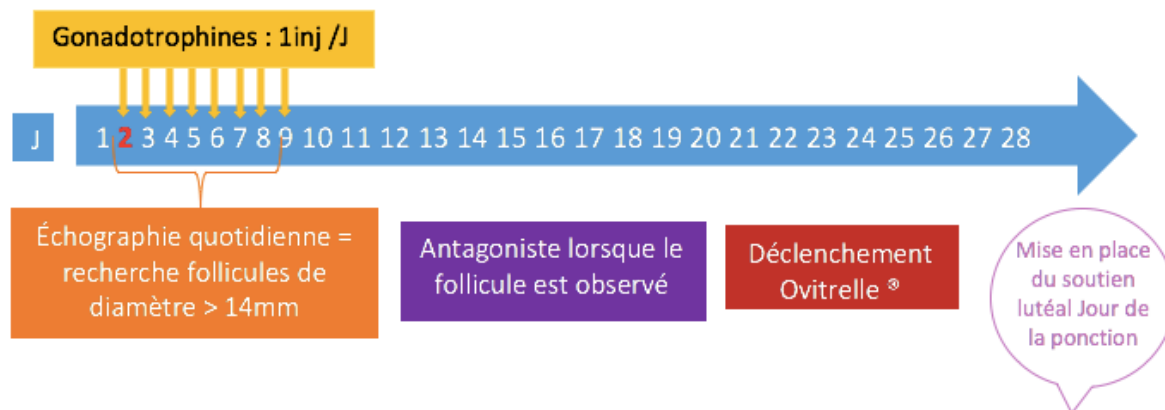 Gonadotrophines : 1inj /J
J
1 2 3 4 5 6 7 8 9 10 11 12 13 14 15 16 17 18 19 20 21 22 23 24 25 26 27 28
Échographie quotidienne =
recherche follicules de
diamètre > 14mm
Antagoniste lorsque le
follicule est observé
Déclenchement
Ovitrelle ®
Mise en place
du soutien
lutéal Jour de
la ponction